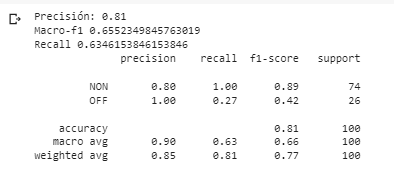 Precisión: 0.81
Macro-f1 0.6552349845763019
Recall 0.6346153846153846
precision recall f1-score support
NON 0.80 1.00 0.89 74
OFF 1.00 0.27 0.42 26
accuracy 0.81 100
macro avg 0.90 0.63 0.66 100
weighted avg 0.85 0.81 0.77 100